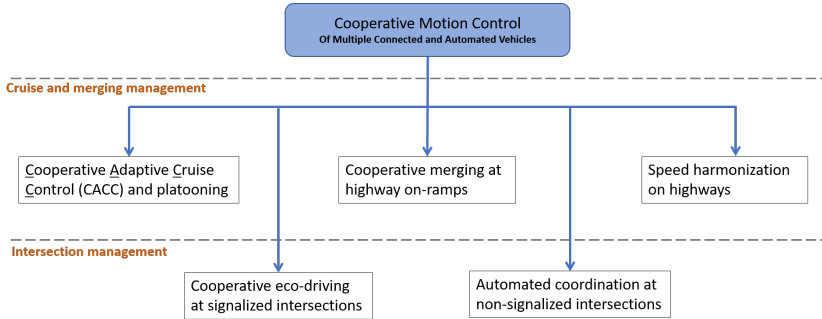 Cooperative Motion Control
Of Multiple Connected and Automated Vehicles
Cruise and merging management
Cooperative Adaptive Cruise
Control (CACC) and platooning
Cooperative merging at
highway on-ramps
Speed harmonization
on highways
Intersection management
Cooperative eco-driving
at signalized intersections
Automated coordination at
non-signalized intersections